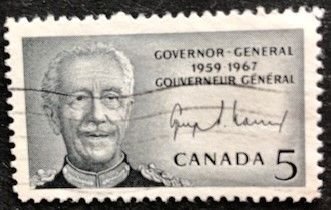 GOVERNOR-GENERAL
1959 1967
GOUVERNEUR GÉNÉRAL
CANADA 5